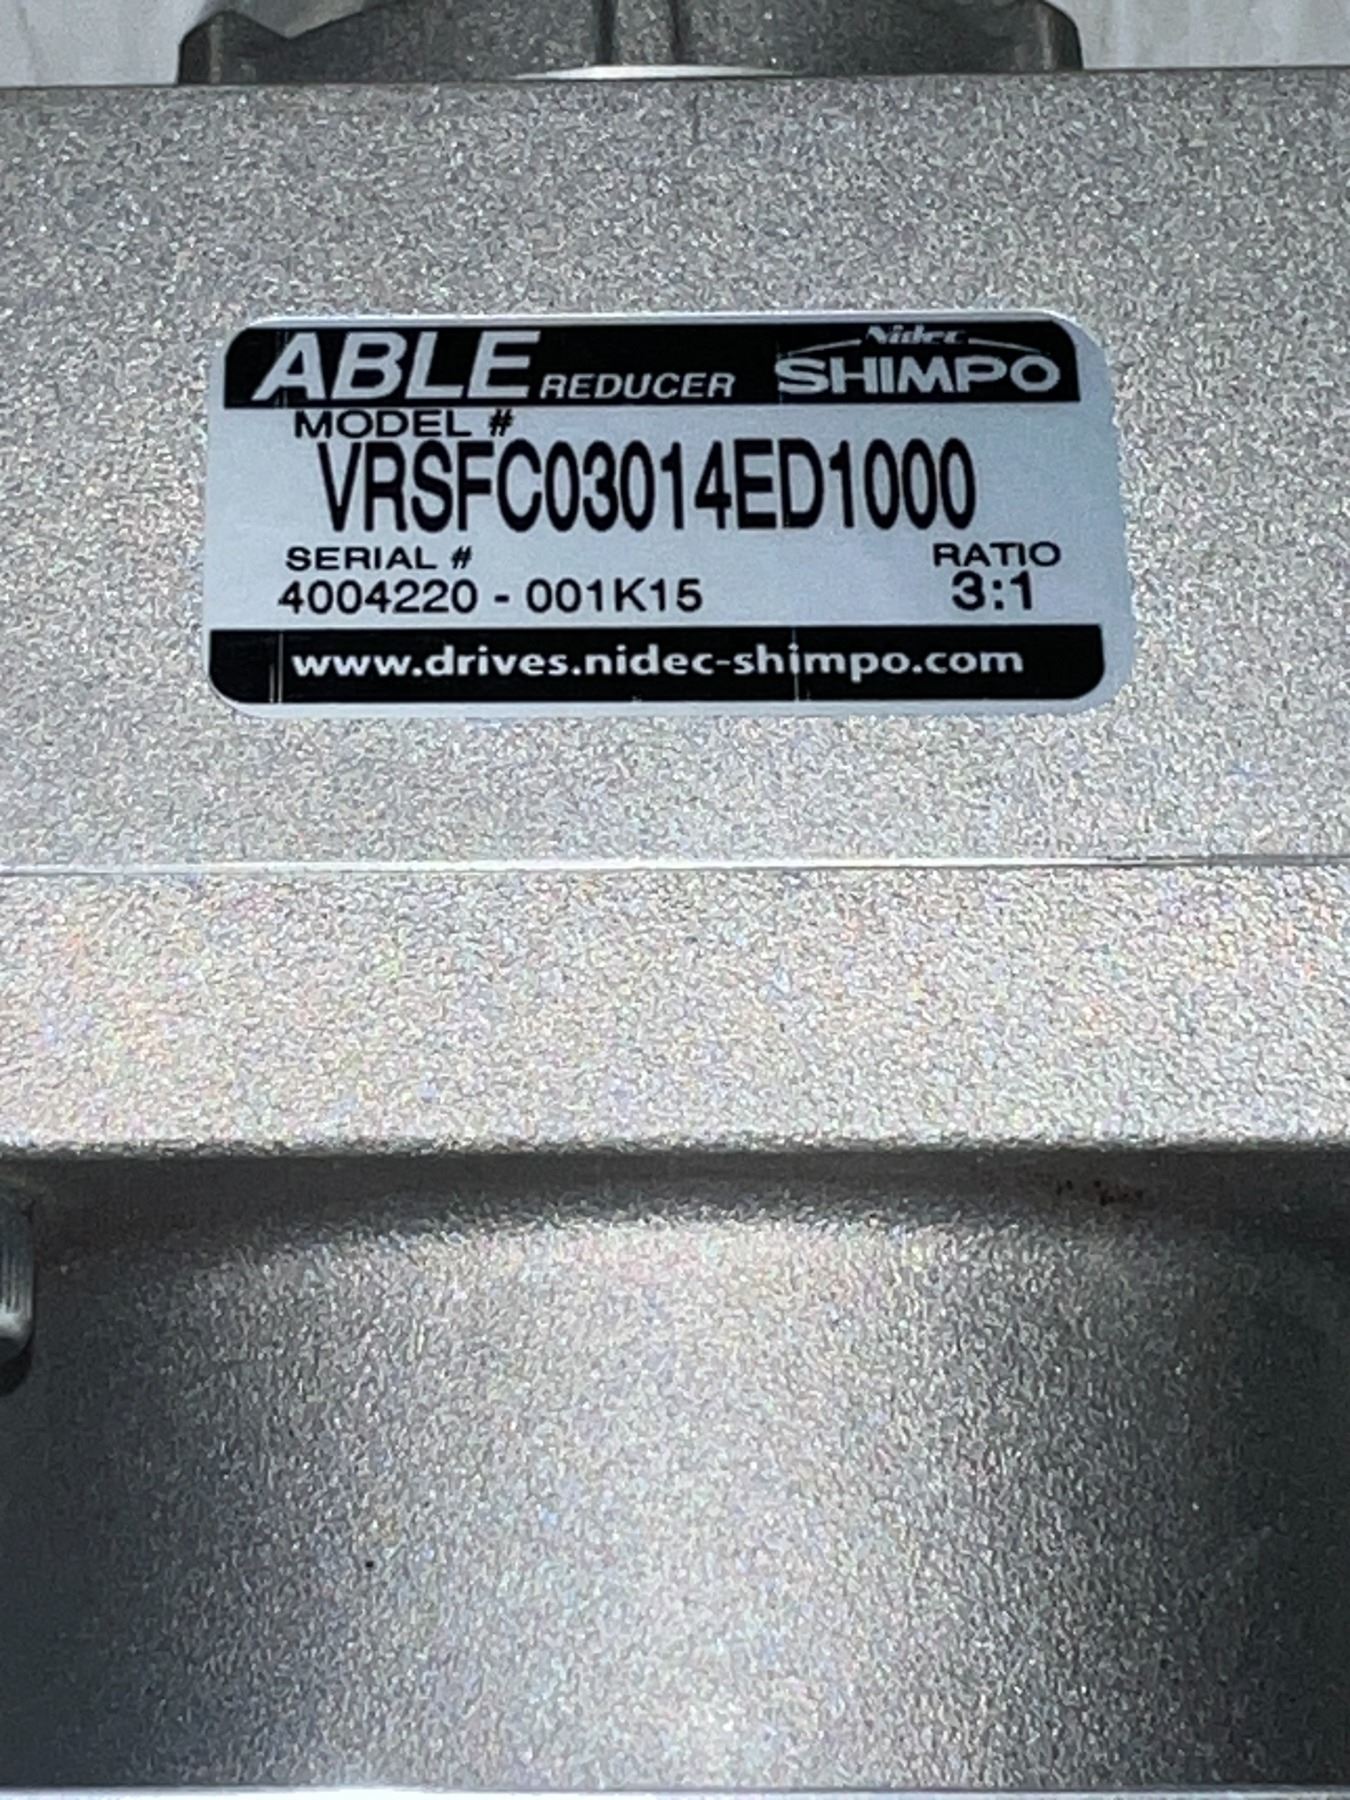 ABLE REDUCER Nidec SHIMPO
MODEL #
VRSFC03014ED1000
SERIAL # RATIO
4004220 - 001K15 3:1
www.drives.nidec-shimpo.com